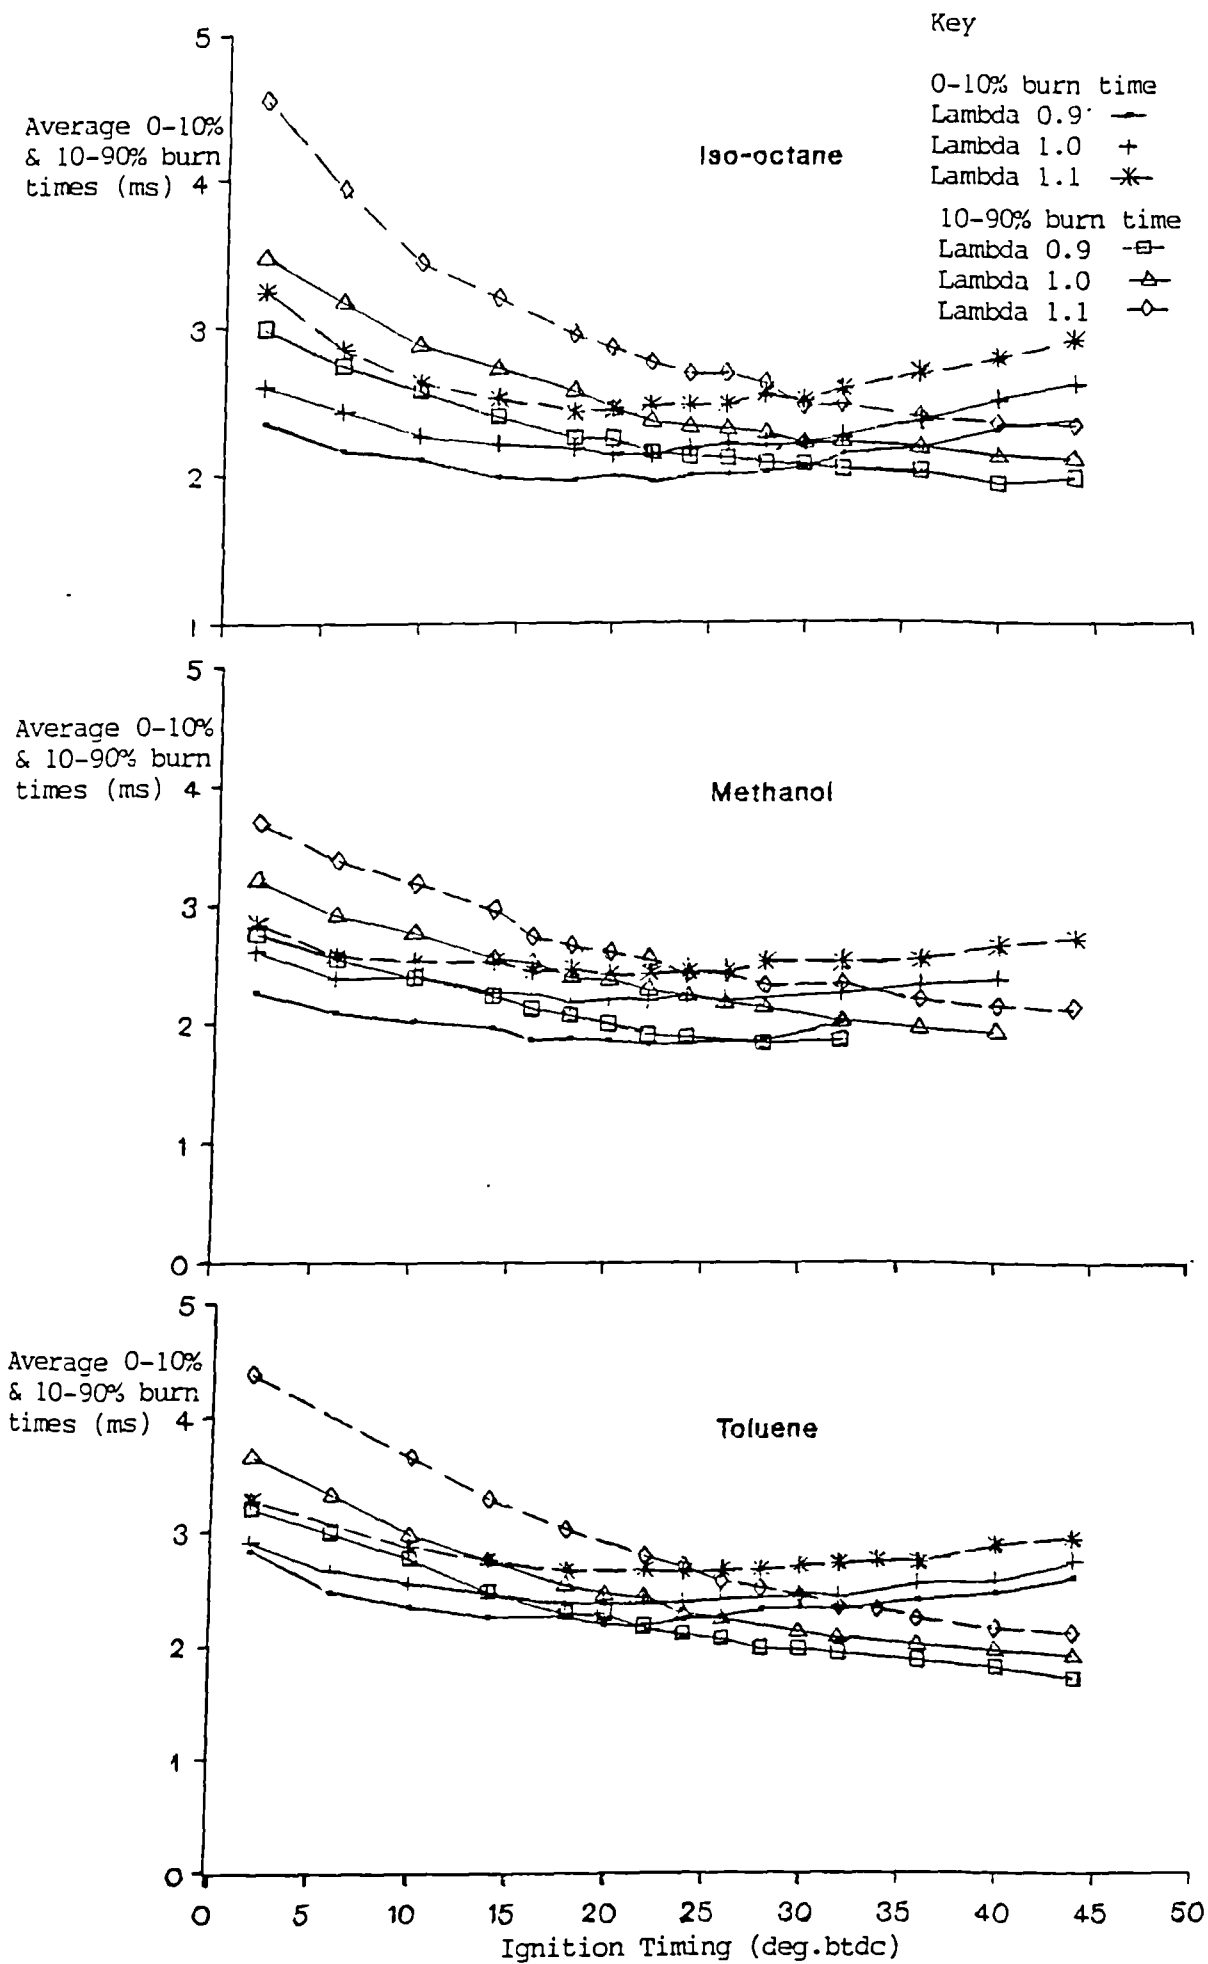 Key
0-10% burn time
Lambda 0.9
Lambda 1.0
Lambda 1.1
10-90% burn time
Lambda 0.9
Lambda 1.0
Lambda 1.1
Iso-octane
Average 0-10%
& 10-90% burn
times (ms)
5
4
3
2
1
Methanol
Average 0-10%
& 10-90% burn
times (ms)
5
4
3
2
1
0
Toluene
Average 0-10%
& 10-90% burn
times (ms)
5
4
3
2
1
0
0 5 10 15 20 25 30 35 40 45 50
Ignition Timing (deg.btdc)